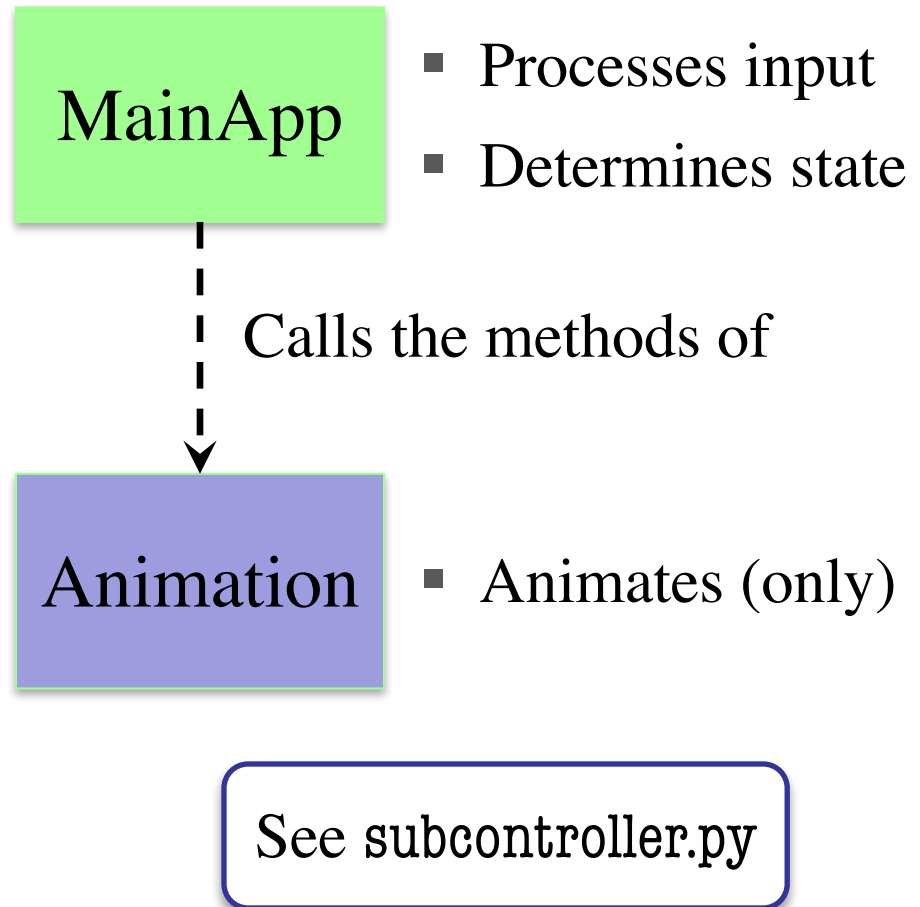 MainApp
▪ Processes input
▪ Determines state
Calls the methods of
Animation
▪ Animates (only)
See subcontroller.py